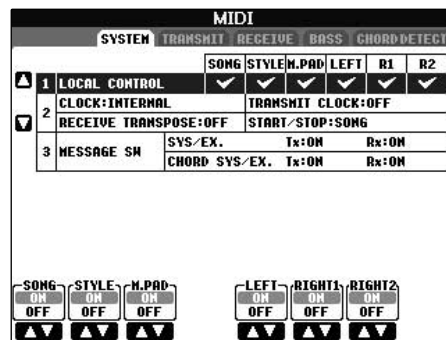 MIDI
SYSTEM TRANSMIT RECEIVE BASS CHORD DETECT
SONG STYLE M.PAD LEFT R1 R2
1 LOCAL CONTROL
2 CLOCK:INTERNAL TRANSMIT CLOCK:OFF
RECEIVE TRANSPOSE:OFF START/STOP:SONG
3 MESSAGE SW SYS/EX. Tx:ON Rx:ON
CHORD SYS/EX. Tx:ON Rx:ON
SONG STYLE M.PAD LEFT RIGHT1 RIGHT2
ON ON ON ON ON ON
OFF OFF OFF OFF OFF OFF